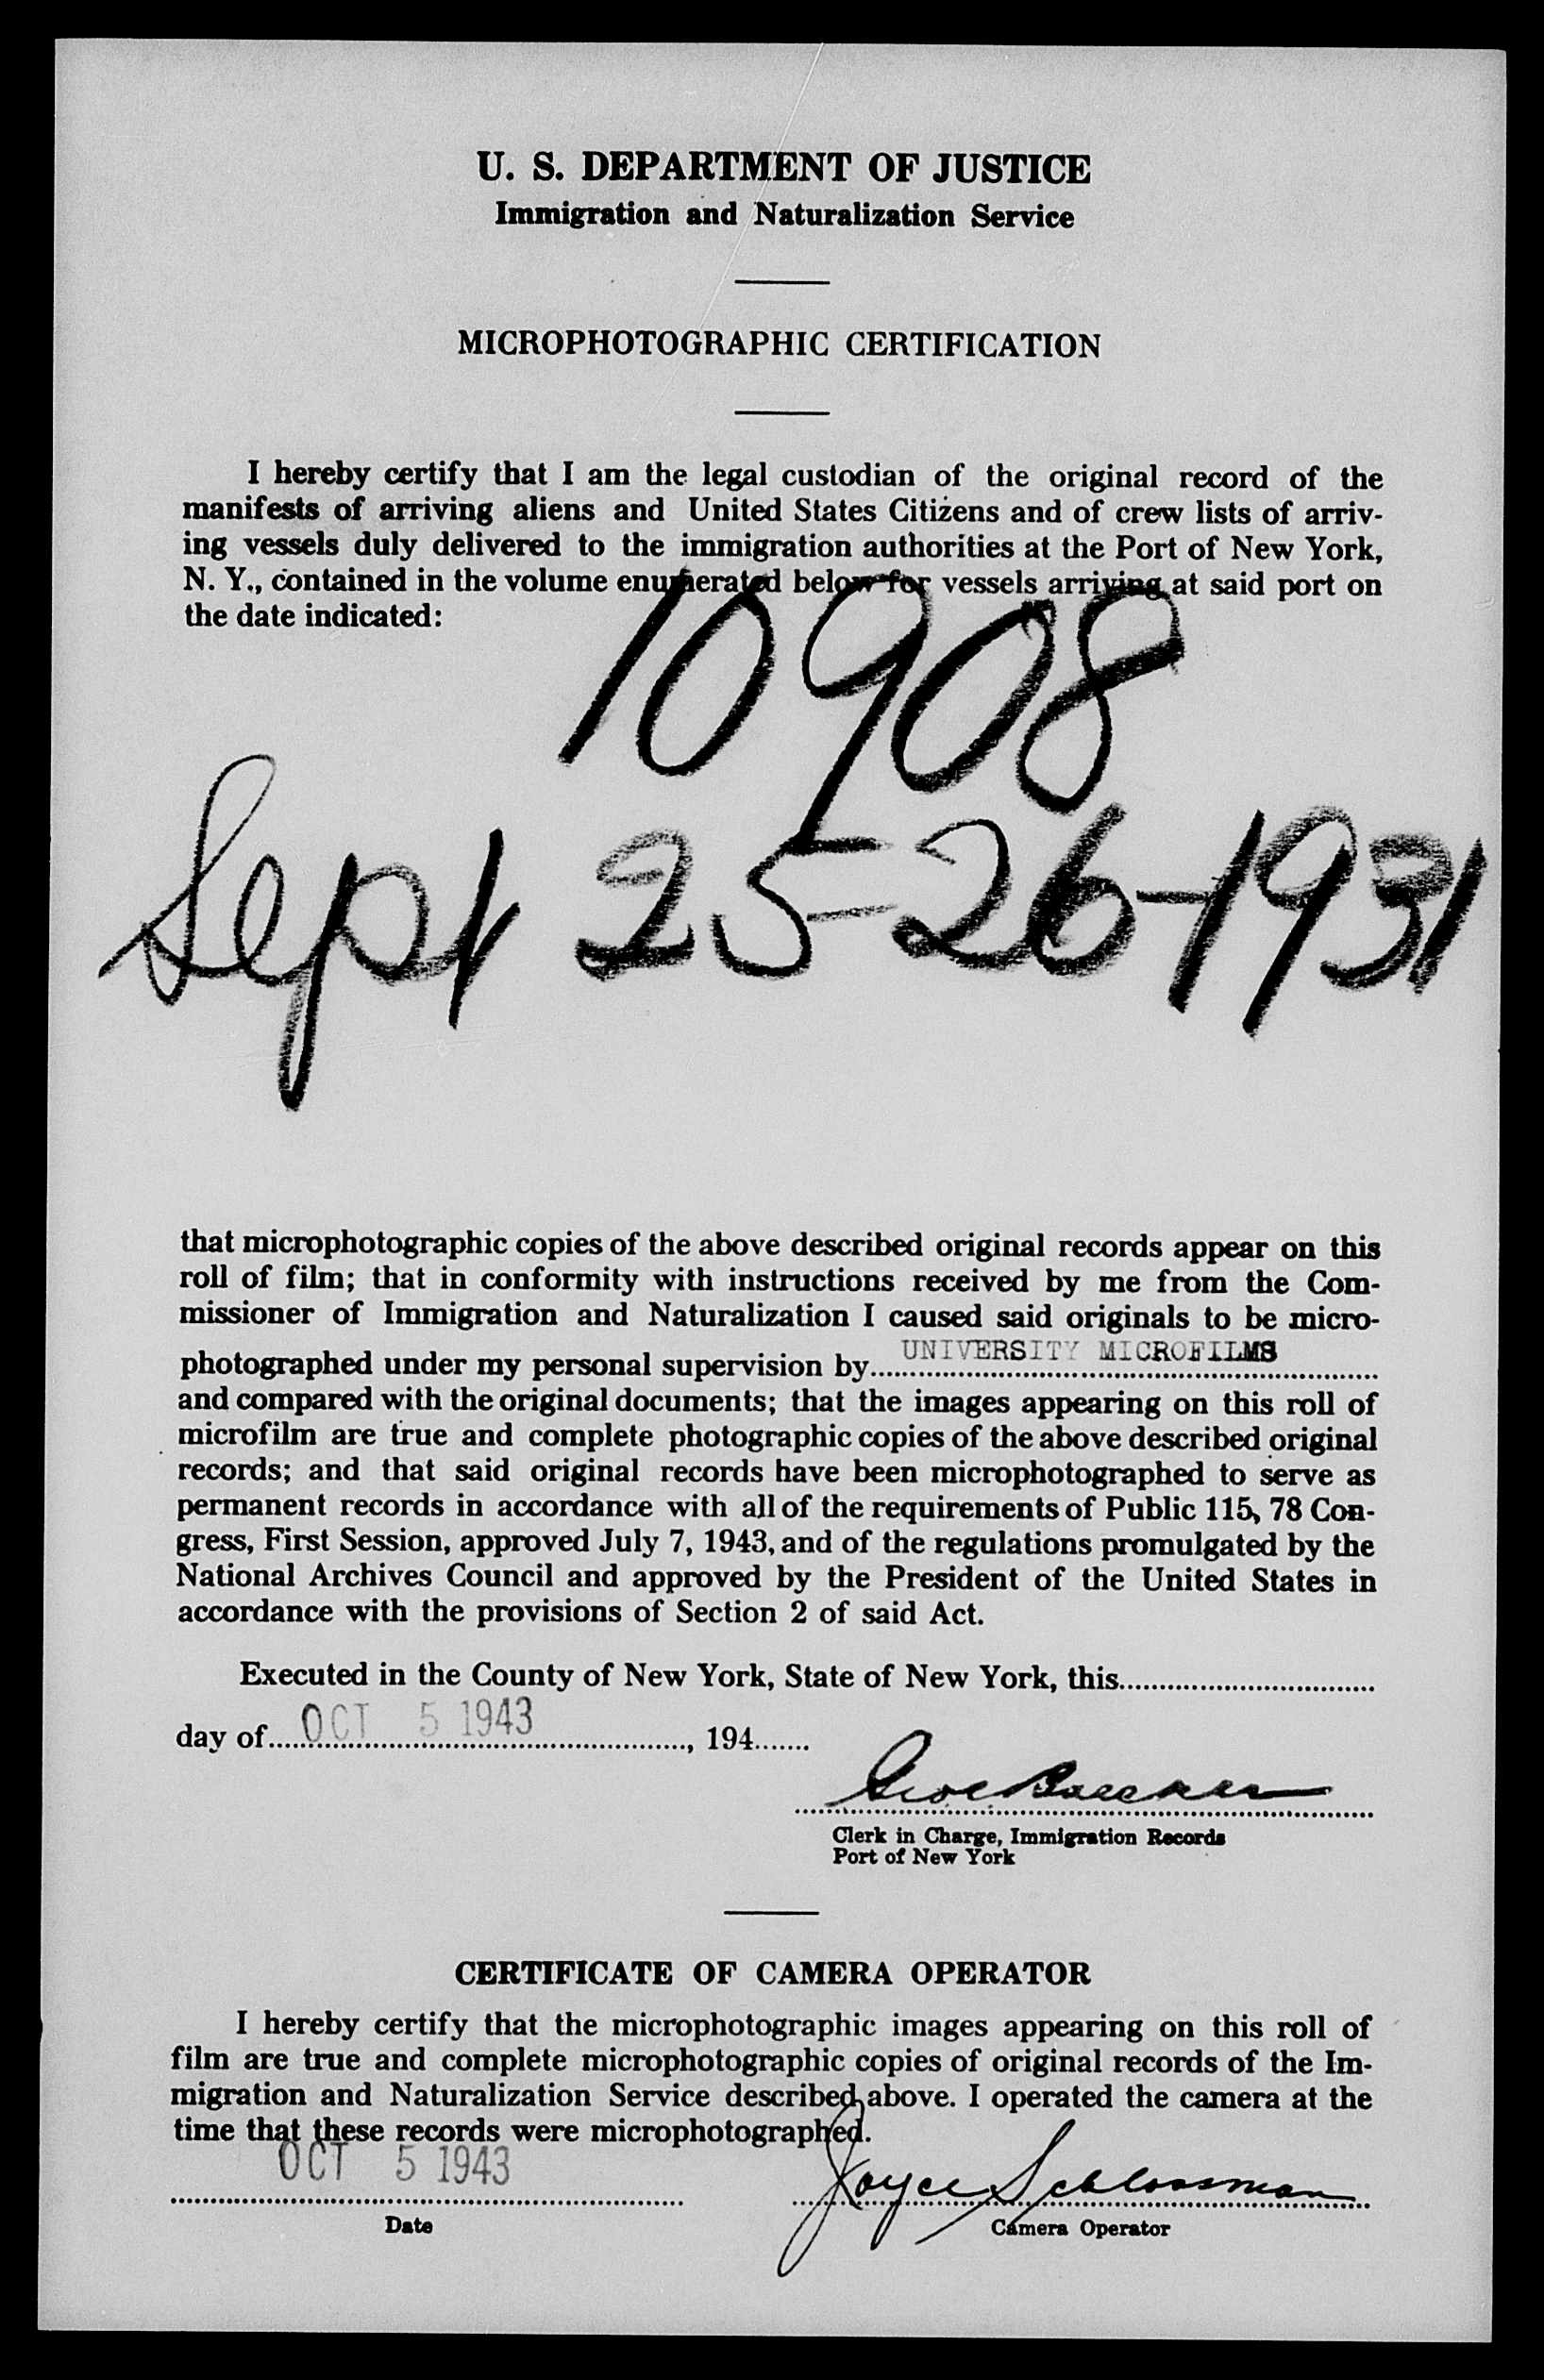 U. S. DEPARTMENT OF JUSTICE
Immigration and Naturalization Service
MICROPHOTOGRAPHIC CERTIFICATION
I hereby certify that I am the legal custodian of the original record of the
manifests of arriving aliens and United States Citizens and of crew lists of arriv-
ing vessels duly delivered to the immigration authorities at the Port of New York,
N. Y., contained in the volume enumerated below for vessels arriving at said port on
the date indicated:
10908
Sept 25-26-1931
that microphotographic copies of the above described original records appear on this
roll of film; that in conformity with instructions received by me from the Com-
missioner of Immigration and Naturalization I caused said originals to be micro-
photographed under my personal supervision by UNIVERSITY MICROFILMS
and compared with the original documents; that the images appearing on this roll of
microfilm are true and complete photographic copies of the above described original
records; and that said original records have been microphotographed to serve as
permanent records in accordance with all of the requirements of Public 115, 78 Con-
gress, First Session, approved July 7, 1943, and of the regulations promulgated by the
National Archives Council and approved by the President of the United States in
accordance with the provisions of Section 2 of said Act.
Executed in the County of New York, State of New York, this
day of OCT 5 1943, 194
Clerk in Charge, Immigration Records
Port of New York
CERTIFICATE OF CAMERA OPERATOR
I hereby certify that the microphotographic images appearing on this roll of
film are true and complete microphotographic copies of original records of the Im-
migration and Naturalization Service described above. I operated the camera at the
time that these records were microphotographed.
OCT 5 1943 Joyce Schlossman
Date Camera Operator